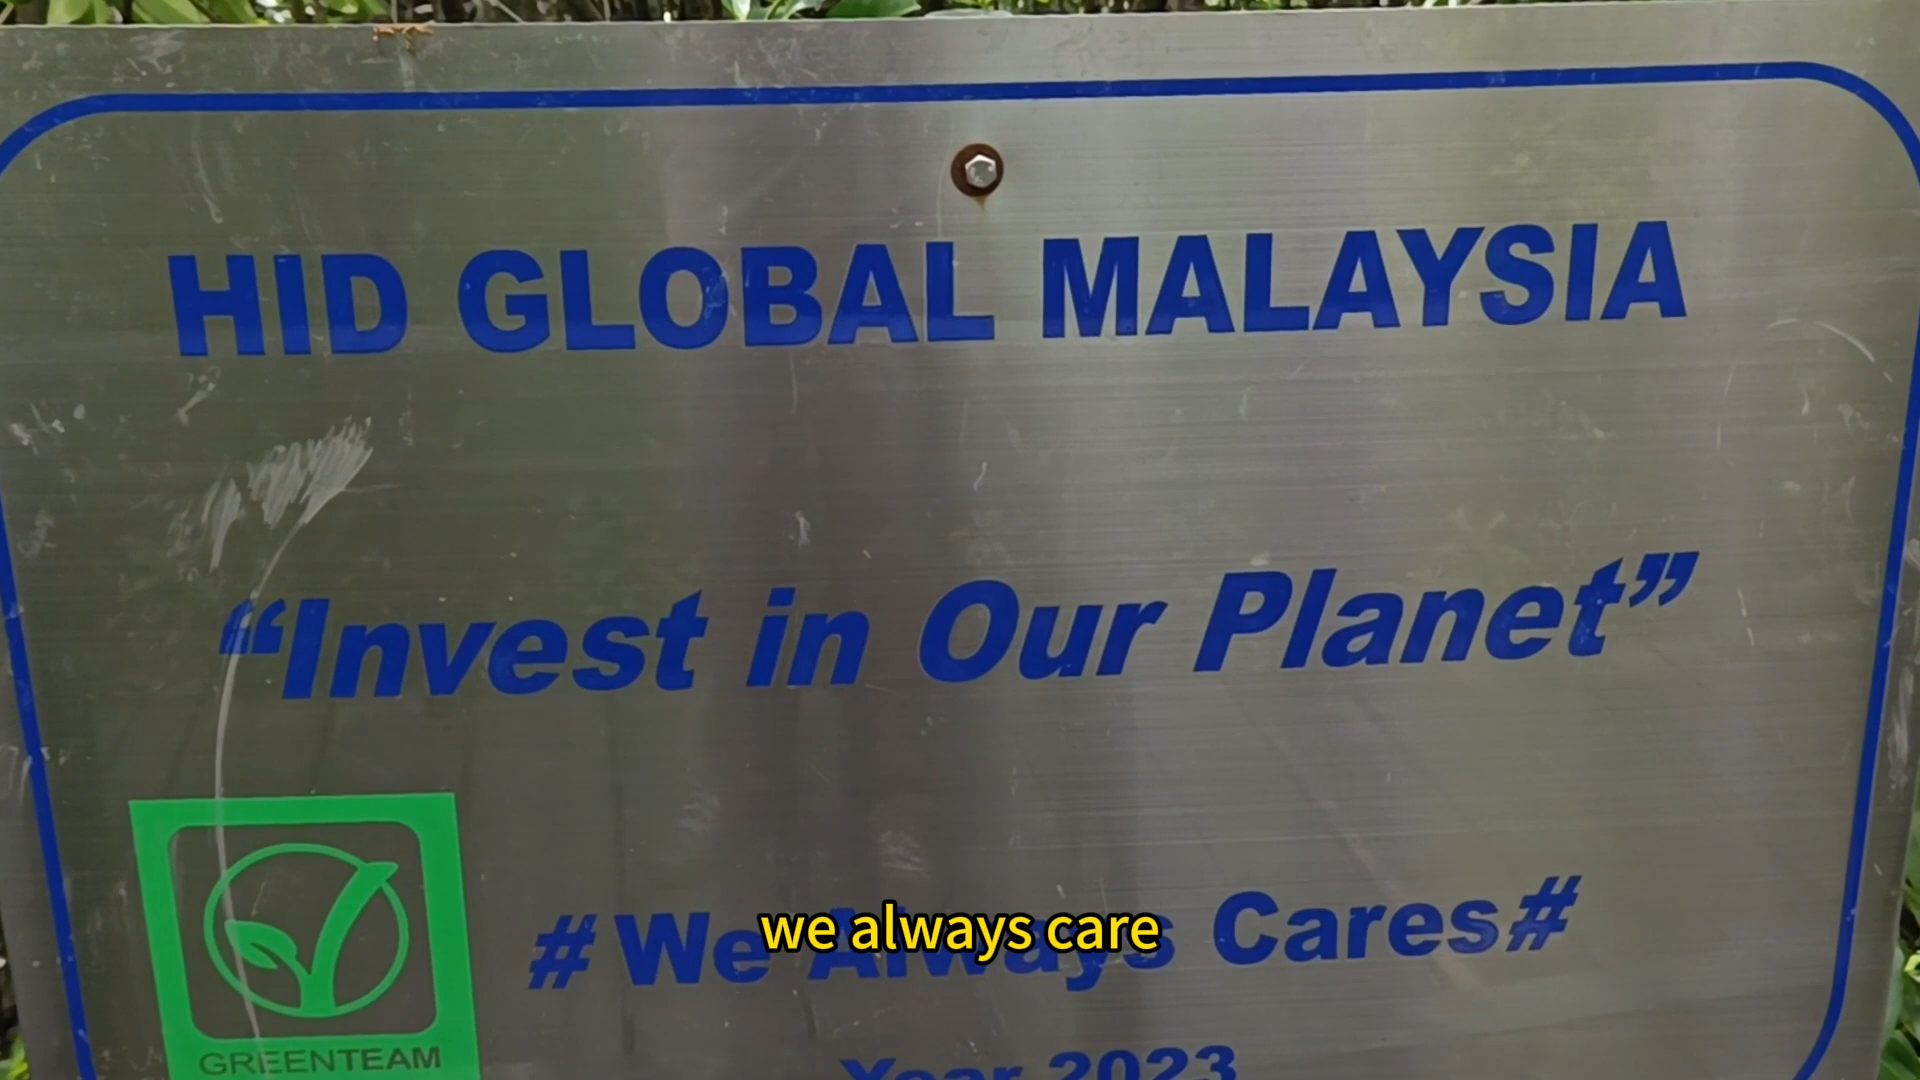 HID GLOBAL MALAYSIA
“Invest in Our Planet”
#We Always Cares#
we always care
GREENTEAM
Year 2023